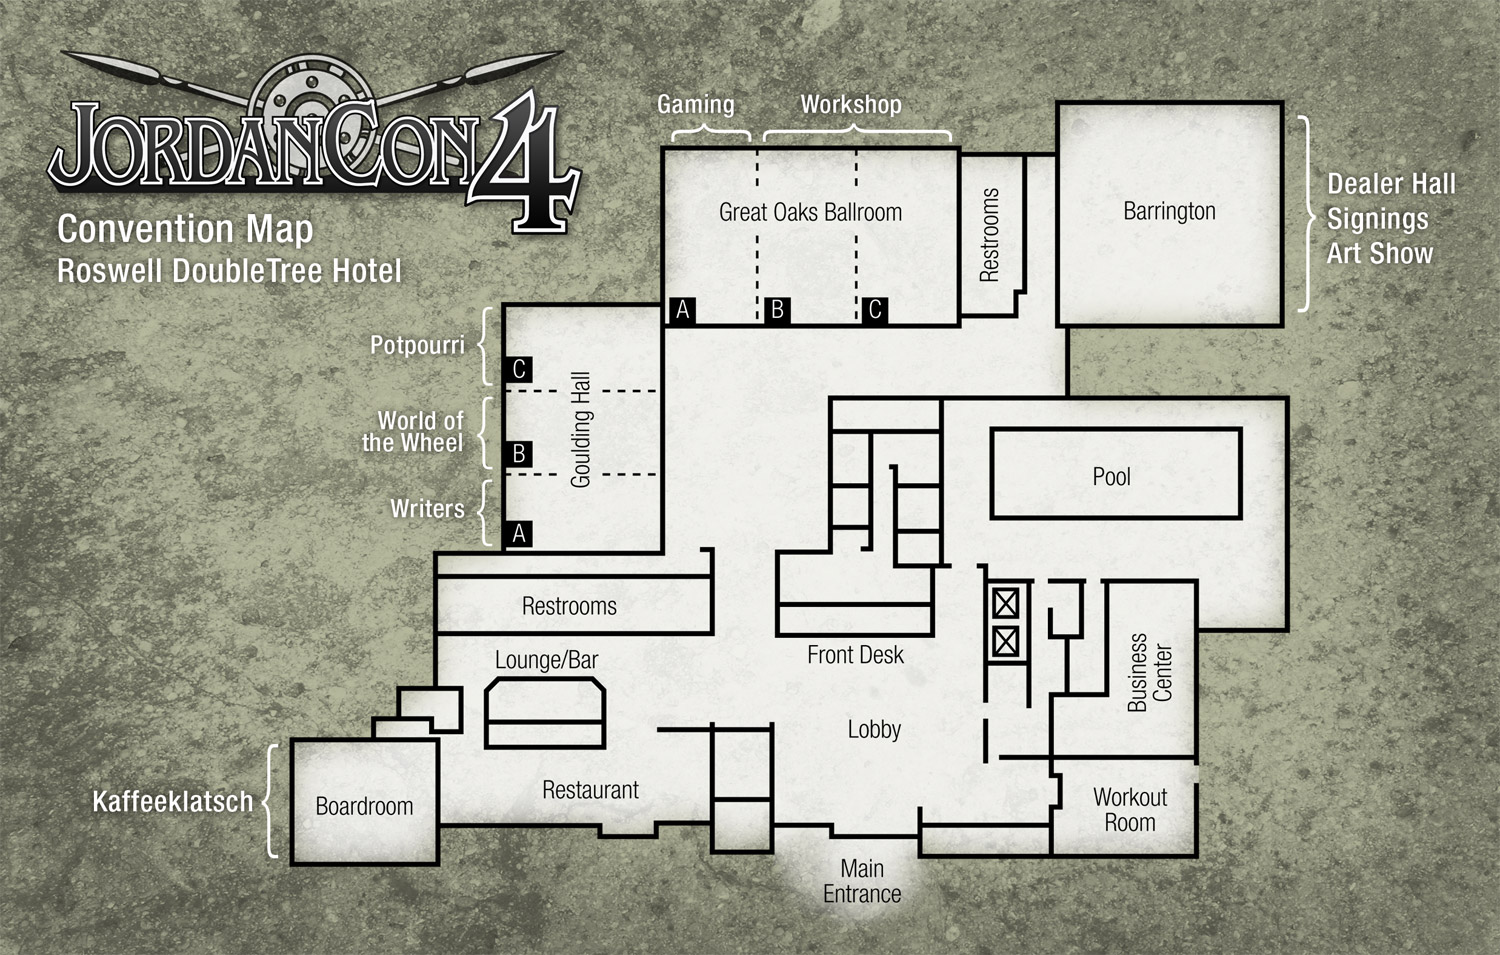 JORDANCON 4
Convention Map
Roswell DoubleTree Hotel
Gaming
Workshop
Great Oaks Ballroom
A
B
C
Restrooms
Barrington
Dealer Hall
Signings
Art Show
Potpourri
C
World of
the Wheel
B
Writers
A
Goulding Hall
Pool
Restrooms
Front Desk
Lounge/Bar
Business
Center
Lobby
Restaurant
Kaffeeklatsch
Boardroom
Workout
Room
Main
Entrance